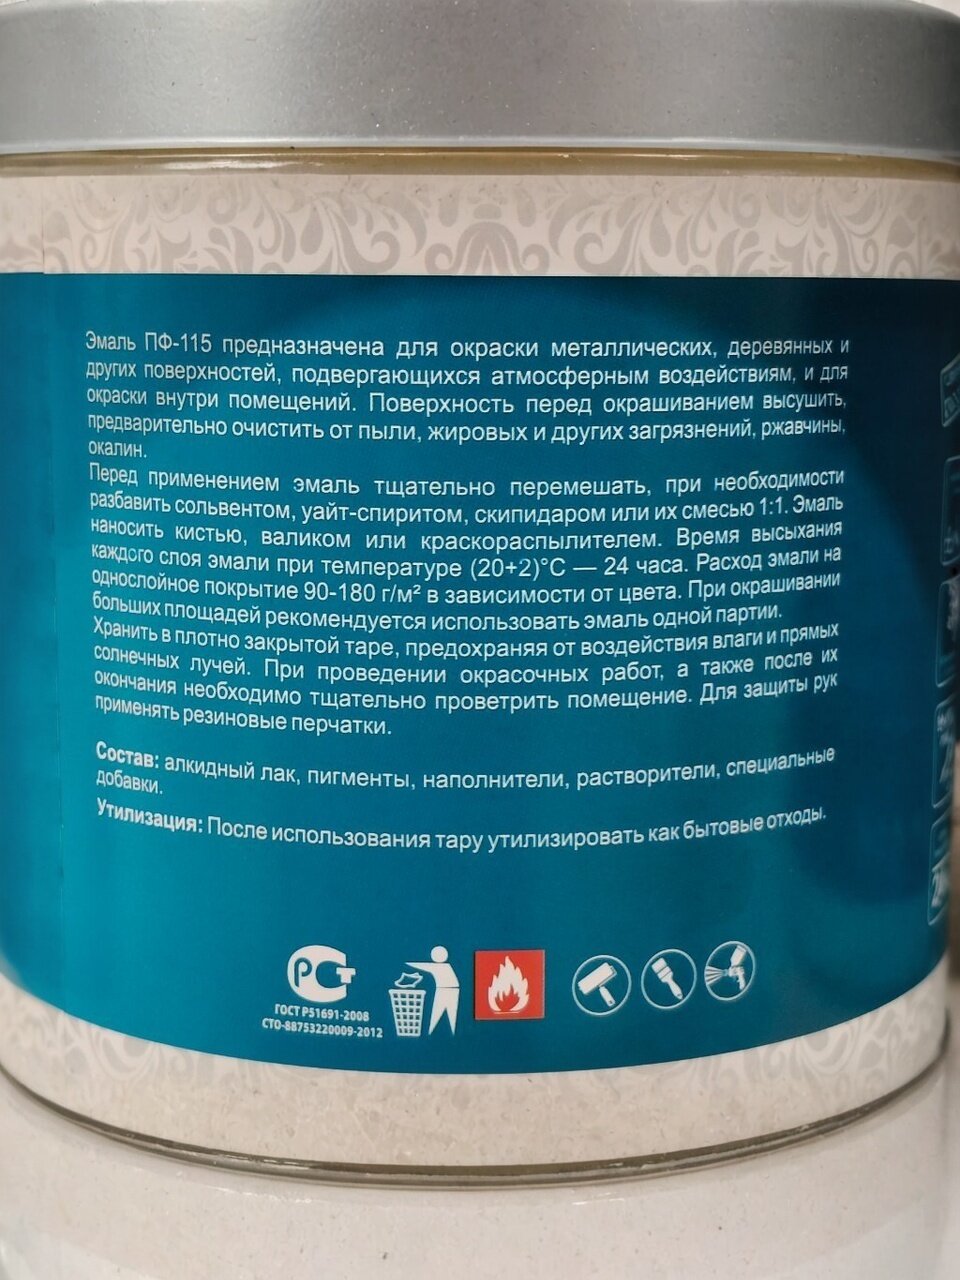 Эмаль ПФ-115 предназначена для окраски металлических, деревянных и
других поверхностей, подвергающихся атмосферным воздействиям, и для
окраски внутри помещений. Поверхность перед окрашиванием высушить,
предварительно очистить от пыли, жировых и других загрязнений, ржавчины,
окалин.
Перед применением эмаль тщательно перемешать, при необходимости
разбавить сольвентом, уайт-спиритом, скипидаром или их смесью 1:1. Эмаль
наносить кистью, валиком или краскораспылителем. Время высыхания
каждого слоя эмали при температуре (20+2)°С — 24 часа. Расход эмали на
однослойное покрытие 90-180 г/м² в зависимости от цвета. При окрашивании
больших площадей рекомендуется использовать эмаль одной партии.
Хранить в плотно закрытой таре, предохраняя от воздействия влаги и прямых
солнечных лучей. При проведении окрасочных работ, а также после их
окончания необходимо тщательно проветрить помещение. Для защиты рук
применять резиновые перчатки.
Состав: алкидный лак, пигменты, наполнители, растворители, специальные
добавки.
Утилизация: После использования тару утилизировать как бытовые отходы.
РСТ
ГОСТ Р51691-2008
СТО-88753220009-2012